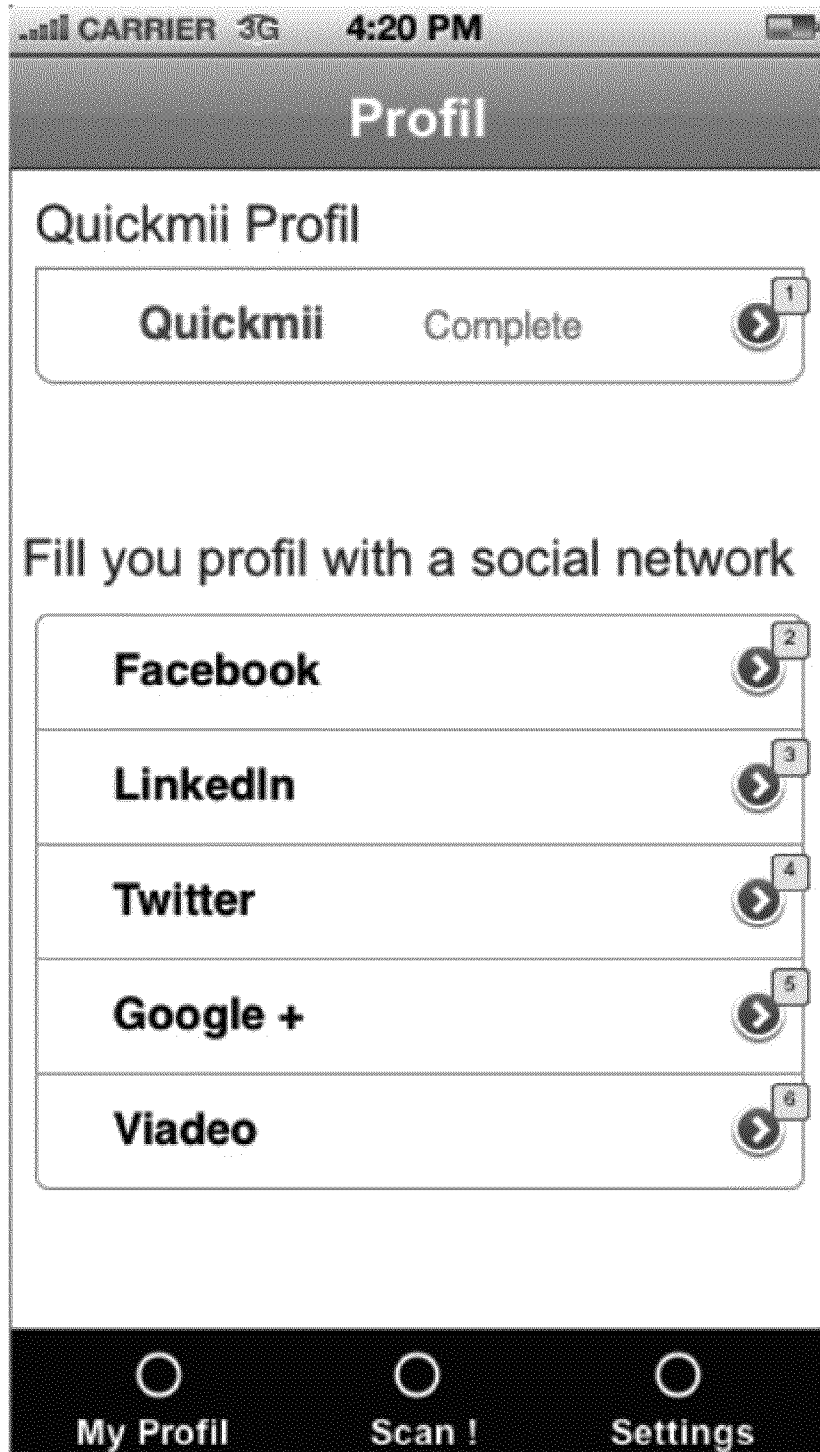 CARRIER 3G 4:20 PM
Profil
Quickmii Profil
Quickmii Complete 1
Fill you profil with a social network
Facebook 2
LinkedIn 3
Twitter 4
Google + 5
Viadeo 6
My Profil Scan ! Settings